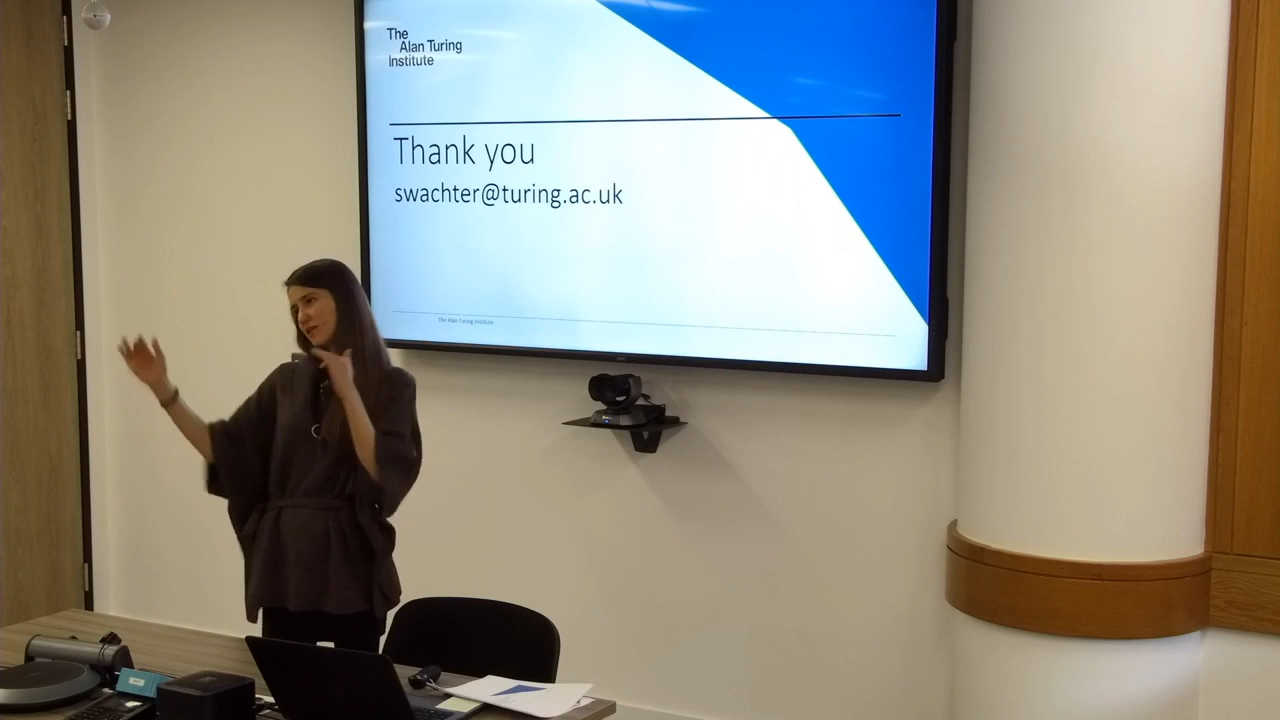 The
Alan Turing
Institute
Thank you
swachter@turing.ac.uk
The Alan Turing Institute